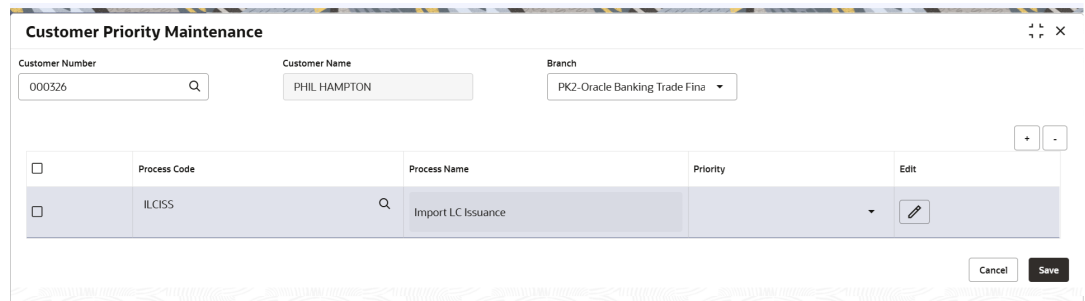 Customer Priority Maintenance
Customer Number Customer Name Branch
000326 PHIL HAMPTON PK2-Oracle Banking Trade Fina
+ -
Process Code Process Name Priority Edit
ILCISS Import LC Issuance
Cancel Save